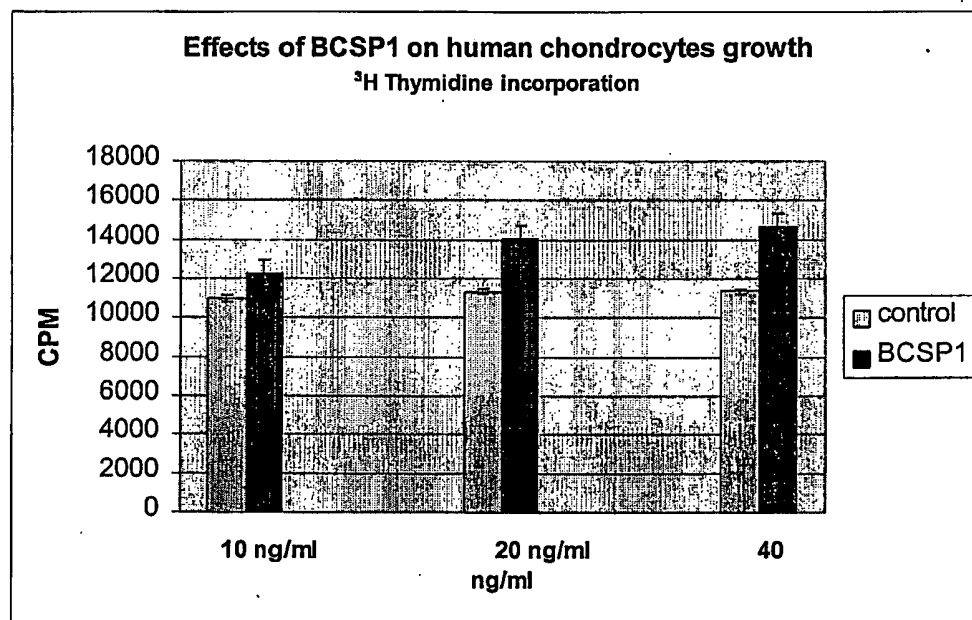 Effects of BCSP1 on human chondrocytes growth
³H Thymidine incorporation
18000
16000
14000
12000
10000
8000
6000
4000
2000
0
CPM
10 ng/ml 20 ng/ml 40
ng/ml
control
BCSP1